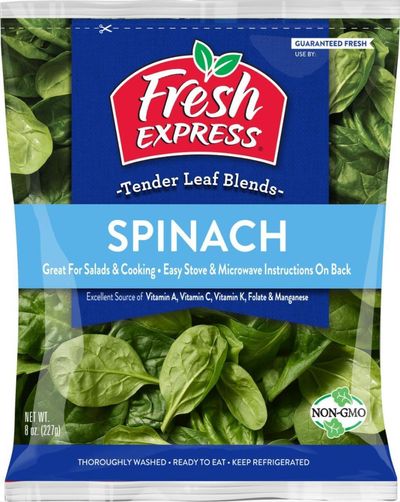 GUARANTEED FRESH
USE BY:
Fresh
EXPRESS®
-Tender Leaf Blends-
SPINACH
Great For Salads & Cooking • Easy Stove & Microwave Instructions On Back
Excellent Source of Vitamin A, Vitamin C, Vitamin K, Folate & Manganese
NET WT.
8 oz. (227g)
NON-GMO
THOROUGHLY WASHED • READY TO EAT • KEEP REFRIGERATED